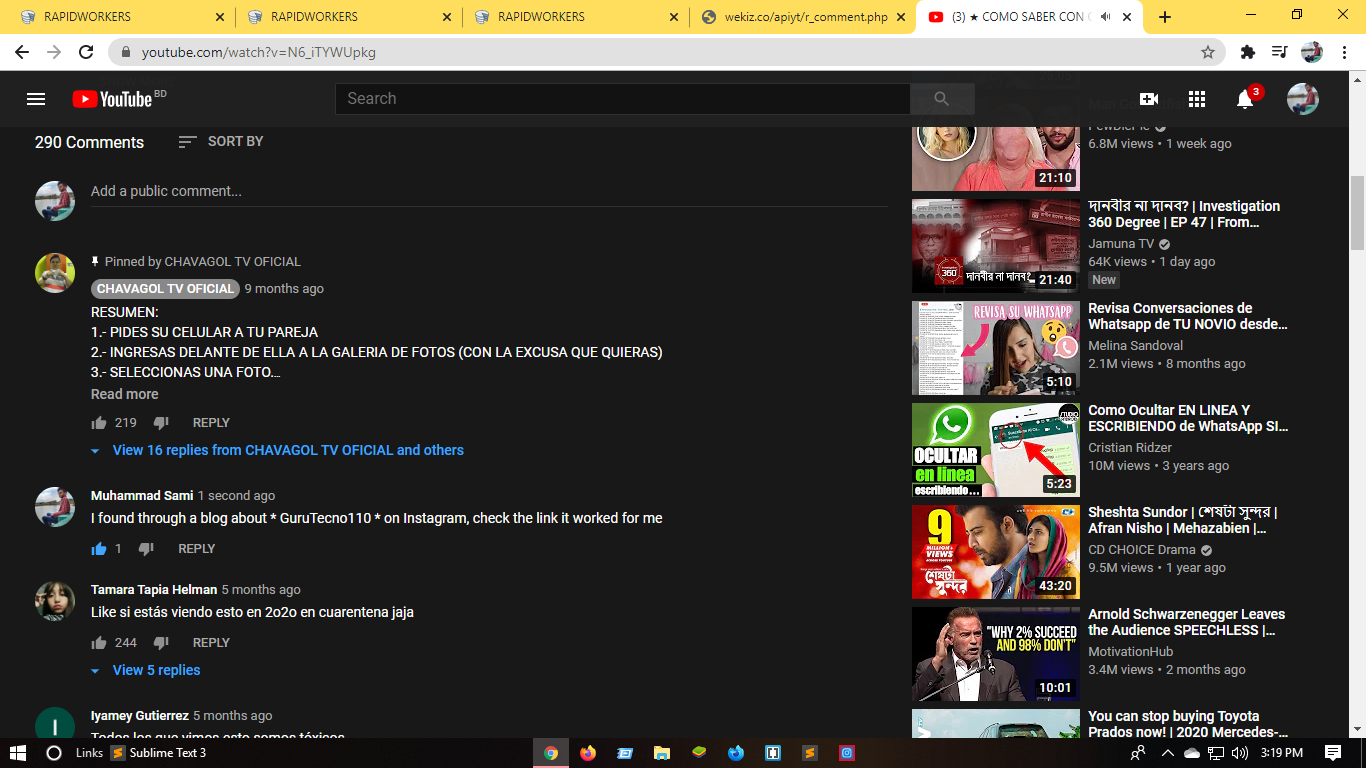 RAPIDWORKERS
RAPIDWORKERS
RAPIDWORKERS
wekiz.co/apiyt/r_comment.php
(3) ★ COMO SABER CON
youtube.com/watch?v=N6_iTYWUpkg
YouTube BD
Search
3
290 Comments
SORT BY
Add a public comment...
Pinned by CHAVAGOL TV OFICIAL
CHAVAGOL TV OFICIAL 9 months ago
RESUMEN:
1.- PIDES SU CELULAR A TU PAREJA
2.- INGRESAS DELANTE DE ELLA A LA GALERIA DE FOTOS (CON LA EXCUSA QUE QUIERAS)
3.- SELECCIONAS UNA FOTO...
Read more
219 REPLY
View 16 replies from CHAVAGOL TV OFICIAL and others
Muhammad Sami 1 second ago
I found through a blog about * GuruTecno110 * on Instagram, check the link it worked for me
1 REPLY
Tamara Tapia Helman 5 months ago
Like si estás viendo esto en 2o2o en cuarentena jaja
244 REPLY
View 5 replies
I
Iyamey Gutierrez 5 months ago
Todos los que vimos esto somos tóxicos
PewDiePie
6.8M views • 1 week ago
21:10
দানবীর না দানব? | Investigation
360 Degree | EP 47 | From...
Jamuna TV
64K views • 1 day ago
New
360
দানবীর না দানব?
21:40
Revisa Conversaciones de
Whatsapp de TU NOVIO desde...
Melina Sandoval
2.1M views • 8 months ago
REVISA SU WHATSAPP
5:10
Como Ocultar EN LINEA Y
ESCRIBIENDO de WhatsApp SI...
Cristian Ridzer
10M views • 3 years ago
OCULTAR
en linea
escribiendo...
5:23
Sheshta Sundor | শেষটা সুন্দর |
Afran Nisho | Mehazabien |...
CD CHOICE Drama
9.5M views • 1 year ago
9
MILLION+
VIEWS
শেষটা সুন্দর
43:20
Arnold Schwarzenegger Leaves
the Audience SPEECHLESS |...
MotivationHub
3.4M views • 2 months ago
"WHY 2% SUCCEED
AND 98% DON'T"
10:01
You can stop buying Toyota
Prados now! | 2020 Mercedes-...
Links
Sublime Text 3
3:19 PM